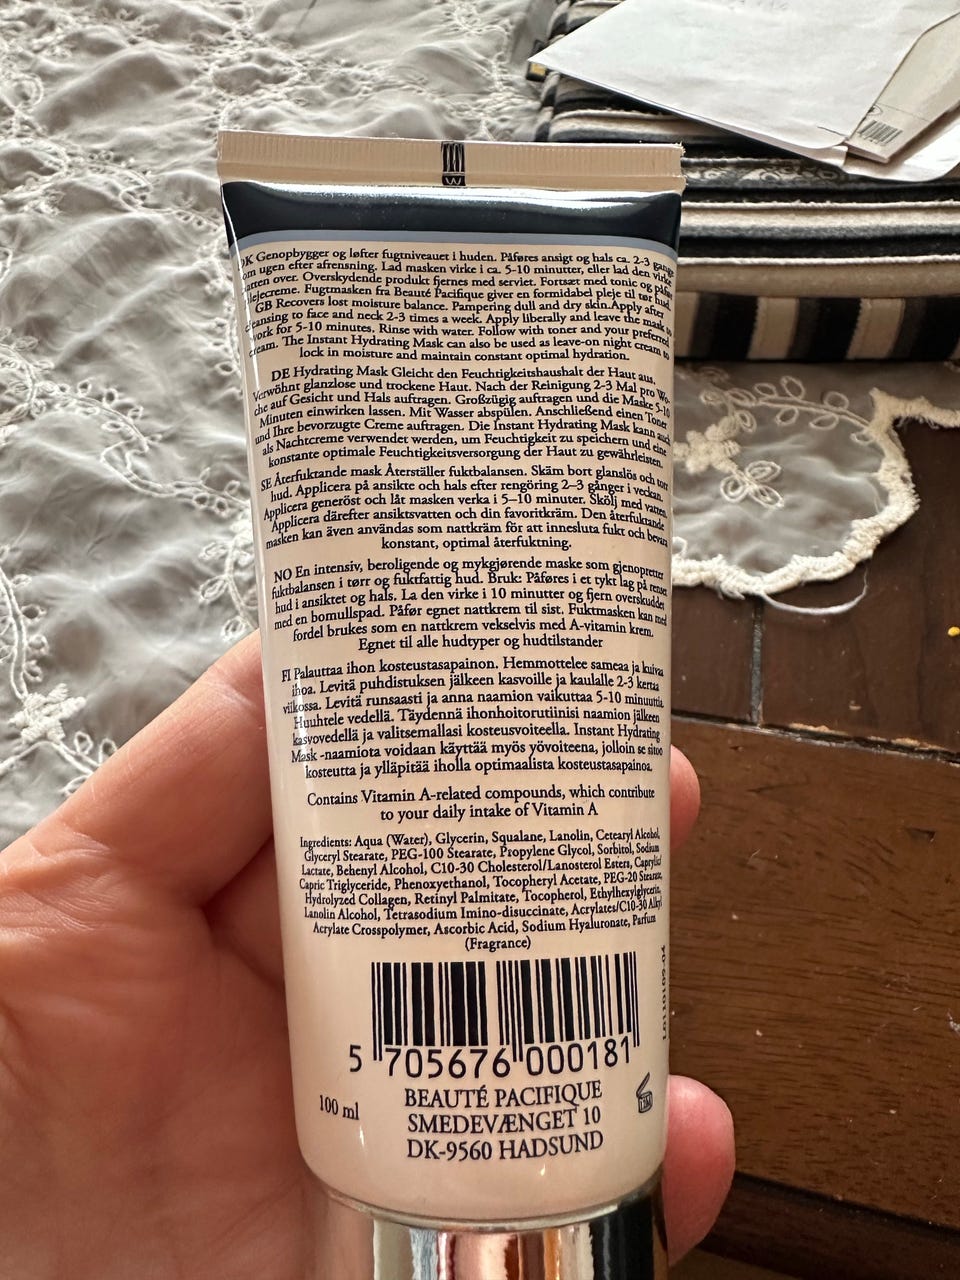 DK Genopbygger og løfter fugtniveauet i huden. Påføres ansigt og hals ca. 2-3 gange
om ugen efter afrensning. Lad masken virke i ca. 5-10 minutter, eller lad den virke
natten over. Overskydende produkt fjernes med serviet. Fortsæt med tonic og påfør
plejecreme. Fugtmasken fra Beauté Pacifique giver en formidabel pleje til tør hud.
GB Recovers lost moisture balance. Pampering dull and dry skin.Apply after
cleansing to face and neck 2-3 times a week. Apply liberally and leave the mask to
work for 5-10 minutes. Rinse with water. Follow with toner and your preferred
cream. The Instant Hydrating Mask can also be used as leave-on night cream to
lock in moisture and maintain constant optimal hydration.
DE Hydrating Mask Gleicht den Feuchtigkeitshaushalt der Haut aus.
Verwöhnt glanzlose und trockene Haut. Nach der Reinigung 2-3 Mal pro Wo-
che auf Gesicht und Hals auftragen. Großzügig auftragen und die Maske 5-10
Minuten einwirken lassen. Mit Wasser abspülen. Anschließend einen Toner
und Ihre bevorzugte Creme auftragen. Die Instant Hydrating Mask kann auch
als Nachtcreme verwendet werden, um Feuchtigkeit zu speichern und eine
konstante optimale Feuchtigkeitsversorgung der Haut zu gewährleisten.
SE Återfuktande mask Återställer fuktbalansen. Skäm bort glanslös och torr
hud. Applicera på ansikte och hals efter rengöring 2–3 gånger i veckan.
Applicera generöst och låt masken verka i 5–10 minuter. Skölj med vatten.
Applicera därefter ansiktsvatten och din favoritkräm. Den återfuktande
masken kan även användas som nattkräm för att innesluta fukt och bevara
konstant, optimal återfuktning.
NO En intensiv, beroligende og mykgjørende maske som gjenoppretter
fuktbalansen i tørr og fuktfattig hud. Bruk: Påføres i et tykt lag på renset
hud i ansiktet og hals. La den virke i 10 minutter og fjern overskuddet
med en bomullspad. Påfør egnet nattkrem til sist. Fuktmasken kan med
fordel brukes som en nattkrem vekselvis med A-vitamin krem.
Egnet til alle hudtyper og hudtilstander
FI Palauttaa ihon kosteustasapainon. Hemmottelee sameaa ja kuivaa
ihoa. Levitä puhdistuksen jälkeen kasvoille ja kaulalle 2-3 kertaa
viikossa. Levitä runsaasti ja anna naamion vaikuttaa 5-10 minuuttia.
Huuhtele vedellä. Täydennä ihonhoitorutiinisi naamion jälkeen
kasvovedellä ja valitsemallasi kosteusvoiteella. Instant Hydrating
Mask -naamiota voidaan käyttää myös yövoiteena, jolloin se sitoo
kosteutta ja ylläpitää iholla optimaalista kosteustasapainoa.
Contains Vitamin A-related compounds, which contribute
to your daily intake of Vitamin A
Ingredients: Aqua (Water), Glycerin, Squalane, Lanolin, Cetearyl Alcohol,
Glyceryl Stearate, PEG-100 Stearate, Propylene Glycol, Sorbitol, Sodium
Lactate, Behenyl Alcohol, C10-30 Cholesterol/Lanosterol Esters, Caprylic/
Capric Triglyceride, Phenoxyethanol, Tocopheryl Acetate, PEG-20 Stearate,
Hydrolyzed Collagen, Retinyl Palmitate, Tocopherol, Ethylhexylglycerin,
Lanolin Alcohol, Tetrasodium Imino-disuccinate, Acrylates/C10-30 Alkyl
Acrylate Crosspolymer, Ascorbic Acid, Sodium Hyaluronate, Parfum
(Fragrance)
5 705676 000181
100 ml
BEAUTÉ PACIFIQUE
SMEDEVÆNGET 10
DK-9560 HADSUND